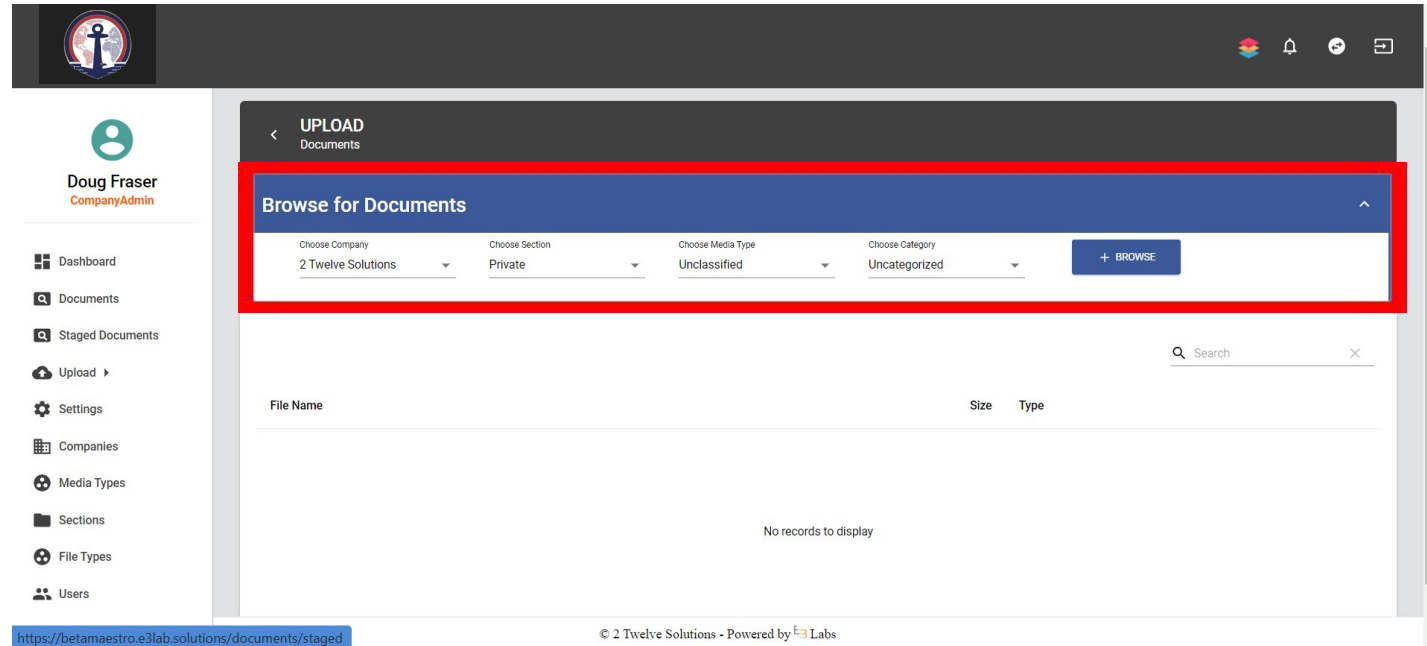 UPLOAD
Documents
Doug Fraser
CompanyAdmin
Browse for Documents
Choose Company Choose Section Choose Media Type Choose Category
2 Twelve Solutions Private Unclassified Uncategorized + BROWSE
Dashboard
Documents
Staged Documents
Upload
Settings
Companies
Media Types
Sections
File Types
Users
Search
File Name Size Type
No records to display
https://betamaestro.e3lab.solutions/documents/staged
© 2 Twelve Solutions - Powered by E3 Labs